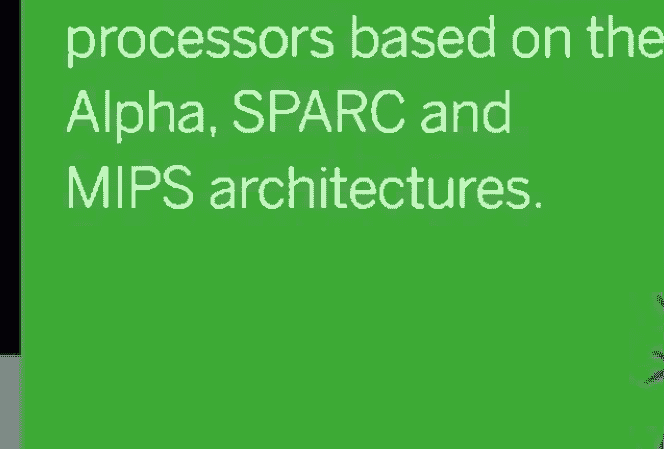 processors based on the
Alpha, SPARC and
MIPS architectures.